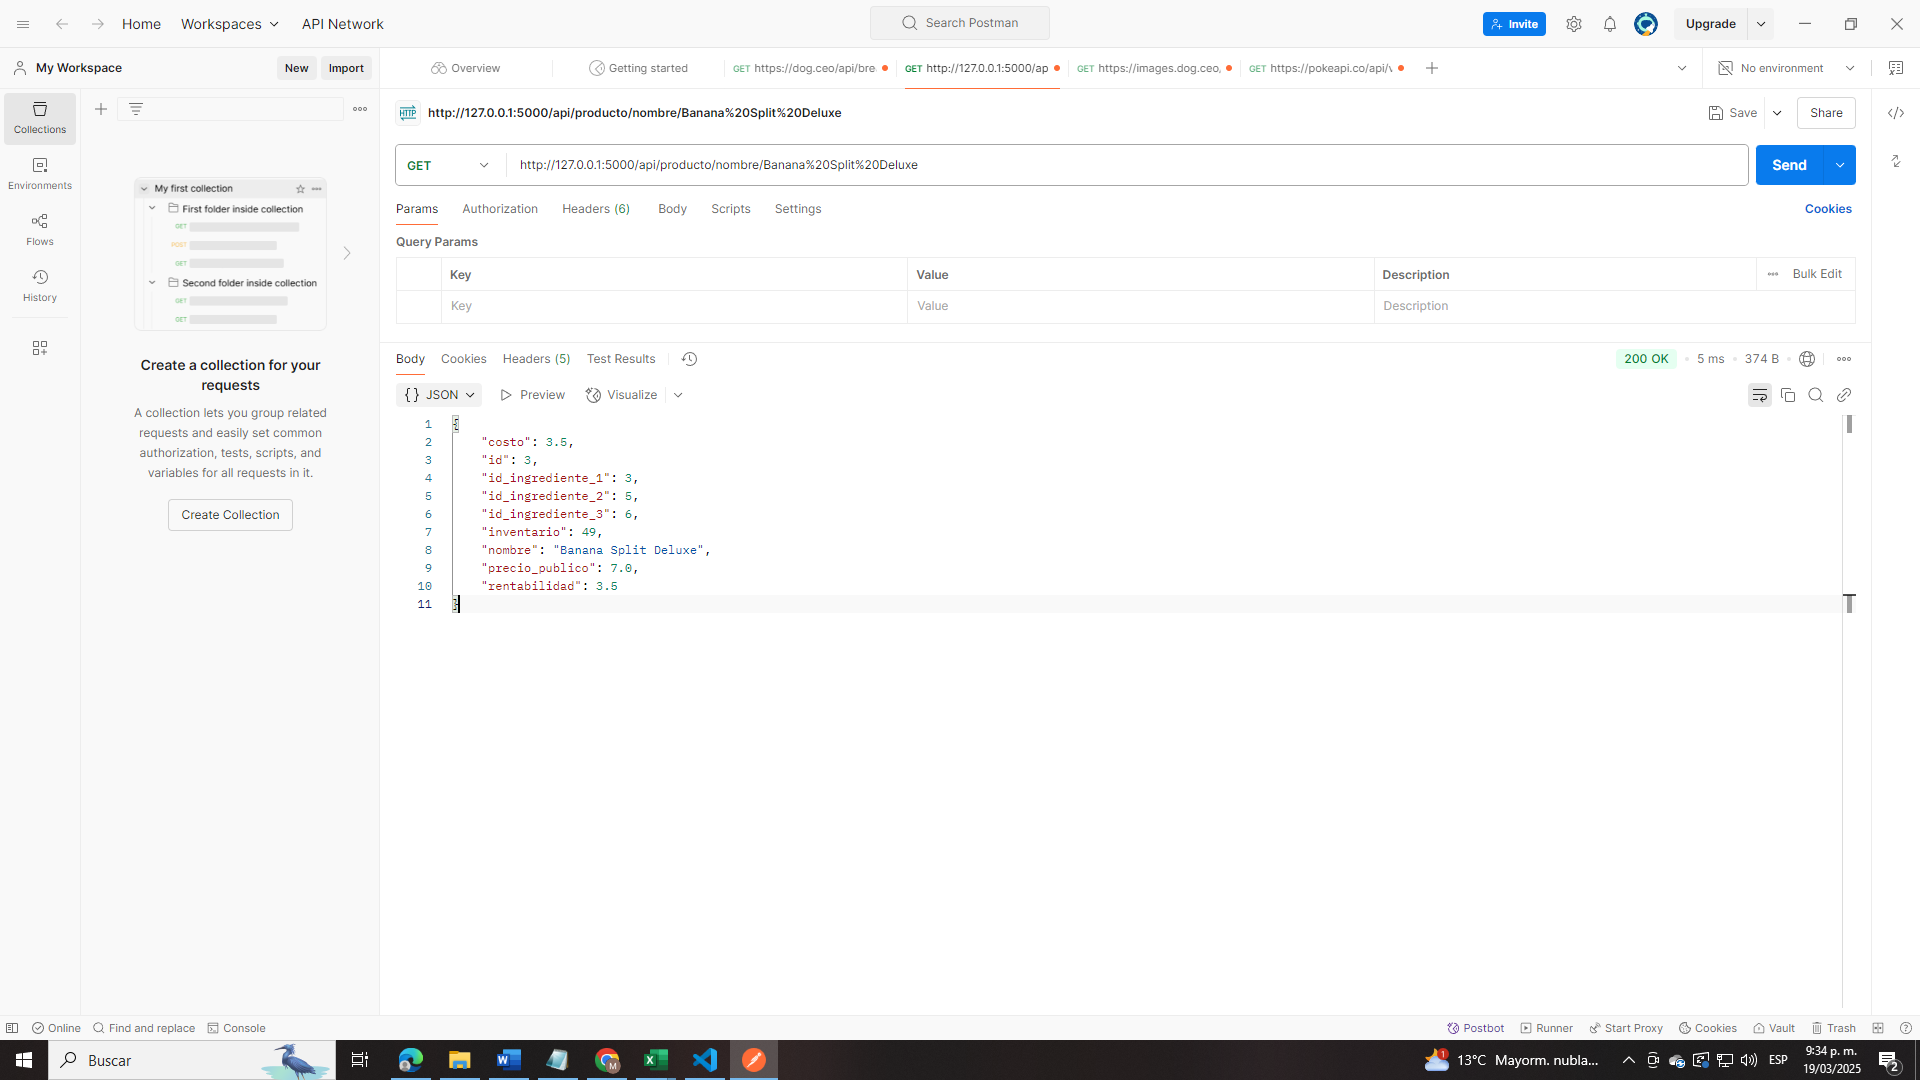 Home
Workspaces
API Network
Search Postman
Invite
Upgrade
My Workspace
New
Import
Overview
Getting started
GET https://dog.ceo/api/bre
GET http://127.0.0.1:5000/ap
GET https://images.dog.ceo,
GET https://pokeapi.co/api/v
No environment
Collections
Environments
Flows
History
My first collection
First folder inside collection
GET
POST
GET
Second folder inside collection
GET
GET
Create a collection for your
requests
A collection lets you group related
requests and easily set common
authorization, tests, scripts, and
variables for all requests in it.
Create Collection
HTTP
http://127.0.0.1:5000/api/producto/nombre/Banana%20Split%20Deluxe
Save
Share
GET
http://127.0.0.1:5000/api/producto/nombre/Banana%20Split%20Deluxe
Send
Params
Authorization
Headers (6)
Body
Scripts
Settings
Cookies
Query Params
Key
Value
Description
Bulk Edit
Key
Value
Description
Body
Cookies
Headers (5)
Test Results
200 OK
5 ms
374 B
{} JSON
Preview
Visualize
1 {
2 "costo": 3.5,
3 "id": 3,
4 "id_ingrediente_1": 3,
5 "id_ingrediente_2": 5,
6 "id_ingrediente_3": 6,
7 "inventario": 49,
8 "nombre": "Banana Split Deluxe",
9 "precio_publico": 7.0,
10 "rentabilidad": 3.5
11 }
Online
Find and replace
Console
Postbot
Runner
Start Proxy
Cookies
Vault
Trash
Buscar
M
1
13°C Mayorm. nubla...
ESP
9:34 p. m.
19/03/2025
2